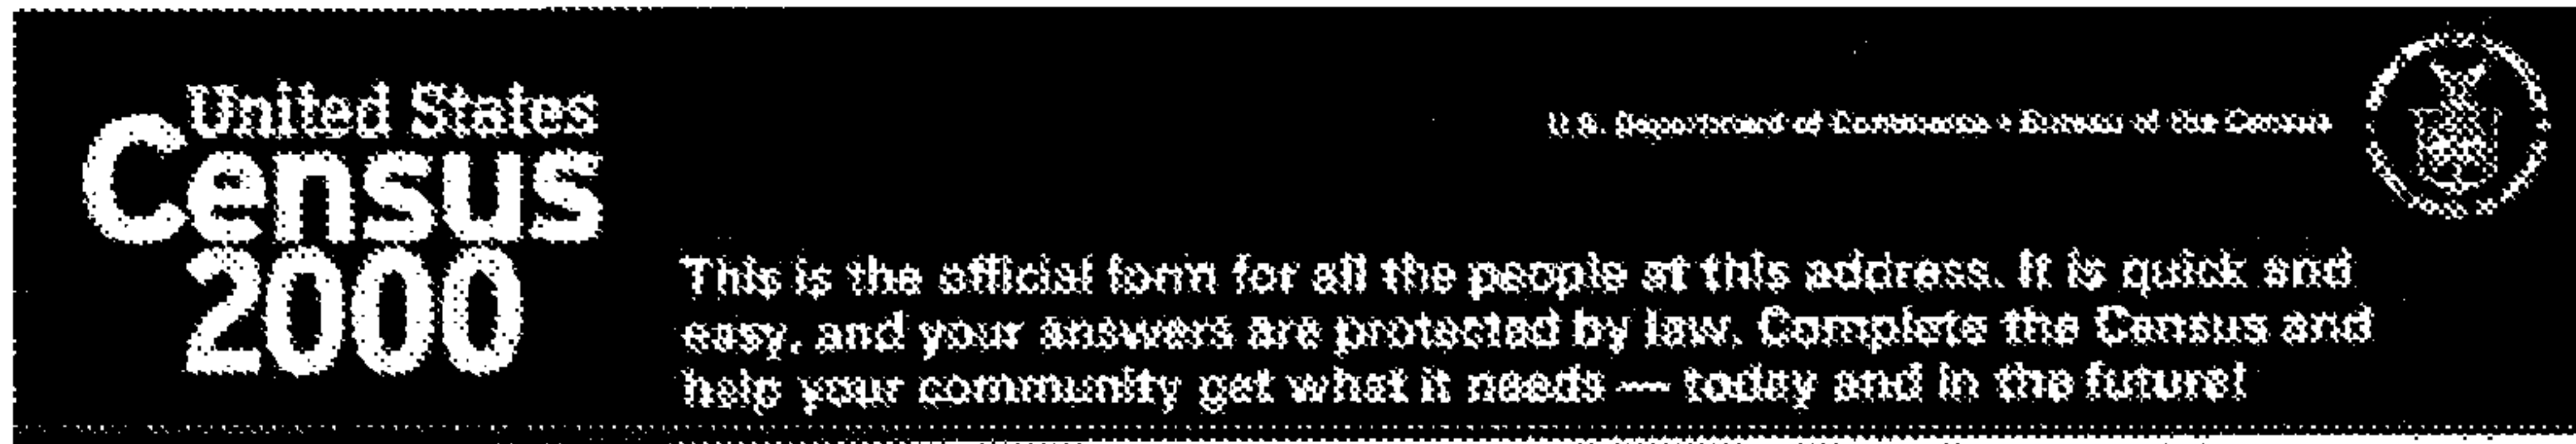 United States
Census
2000
U.S. Department of Commerce • Bureau of the Census
This is the official form for all the people at this address. It is quick and
easy, and your answers are protected by law. Complete the Census and
help your community get what it needs — today and in the future!